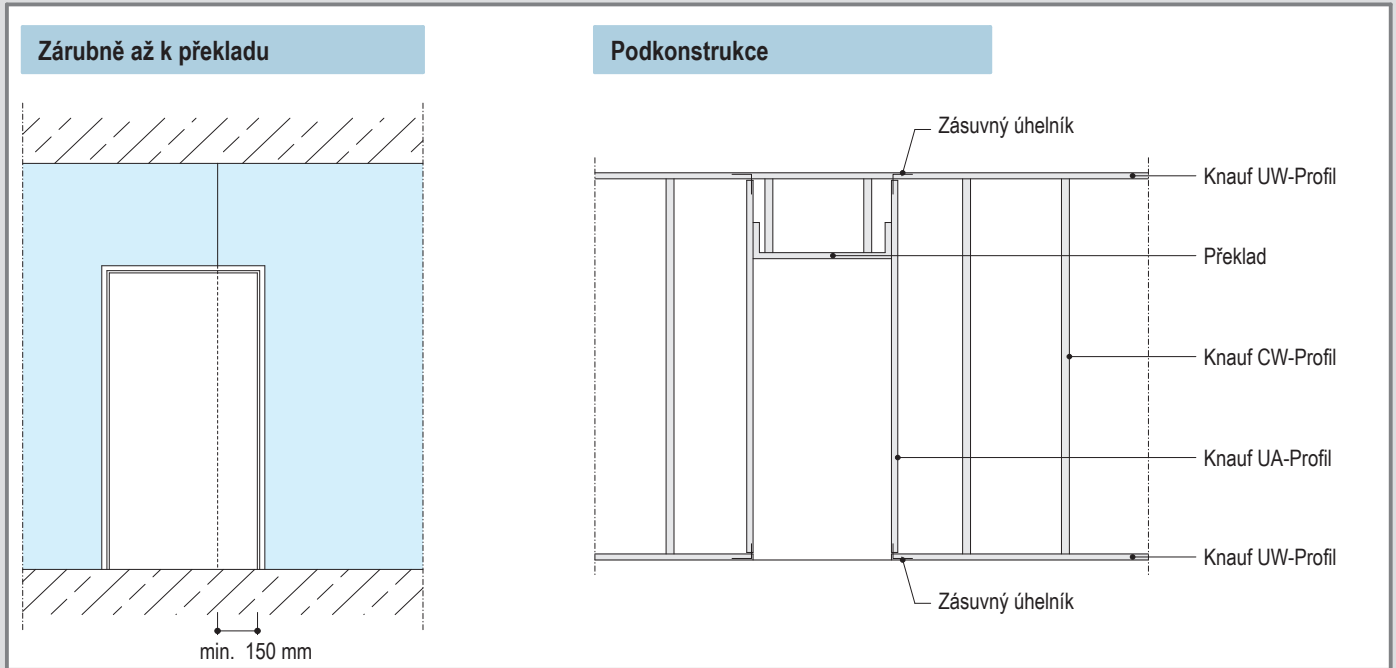 Zárubně až k překladu
min. 150 mm
Podkonstrukce
Zásuvný úhelník
Knauf UW-Profil
Překlad
Knauf CW-Profil
Knauf UA-Profil
Knauf UW-Profil
Zásuvný úhelník